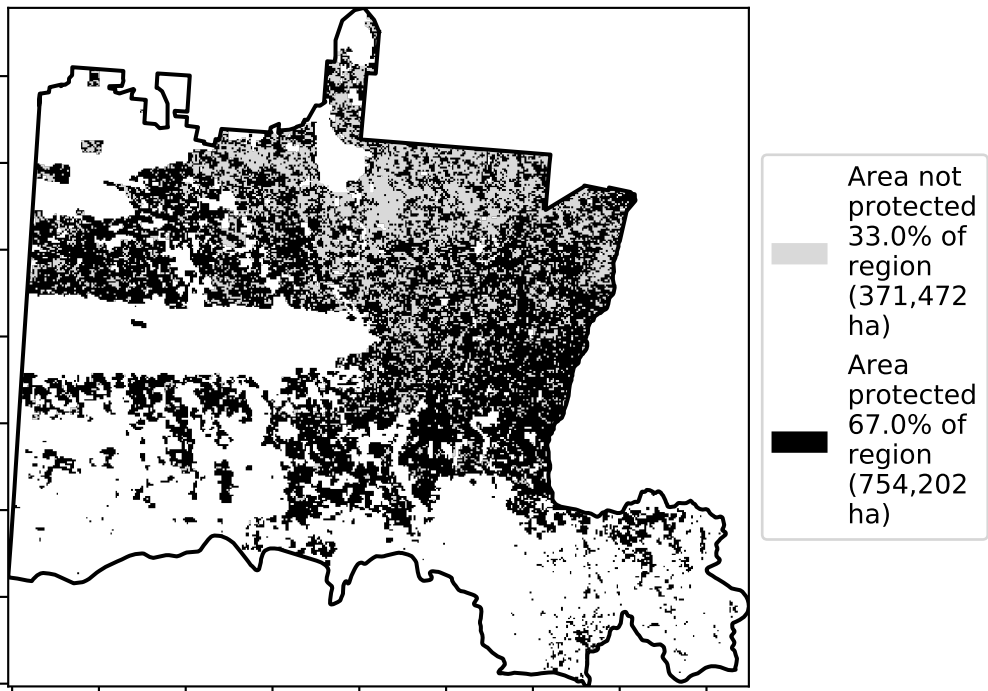 Area not
protected
33.0% of
region
(371,472
ha)
Area
protected
67.0% of
region
(754,202
ha)